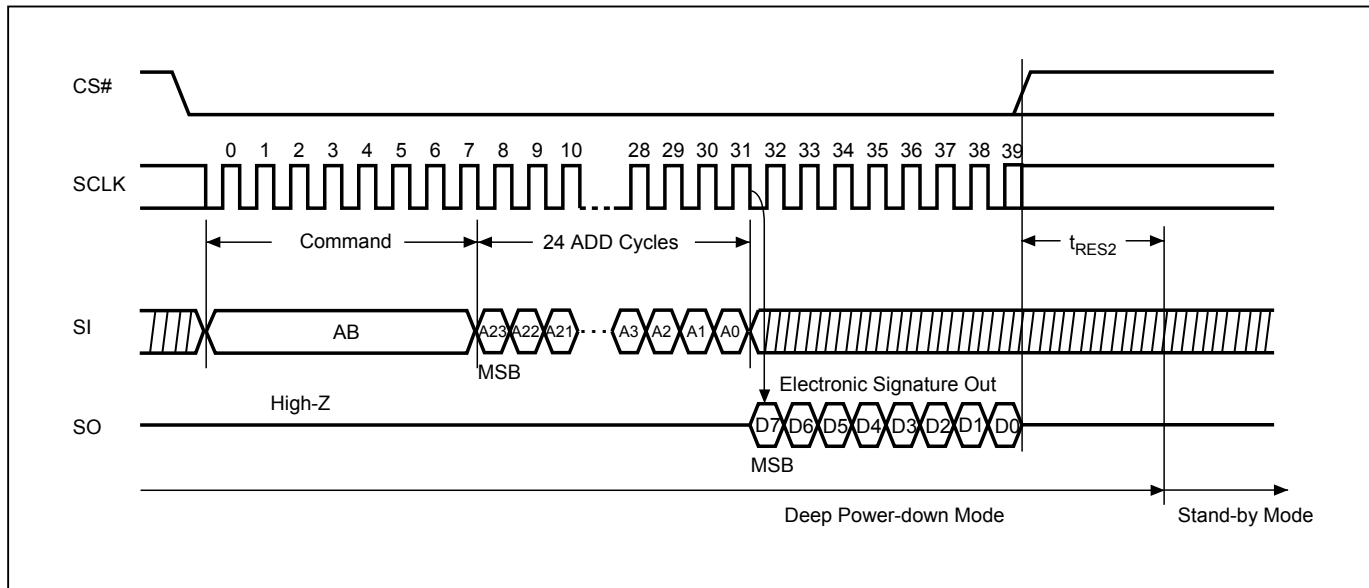 CS#
0 1 2 3 4 5 6 7 8 9 10 28 29 30 31 32 33 34 35 36 37 38 39
SCLK
Command 24 ADD Cycles tRES2
SI AB A23 A22 A21 A3 A2 A1 A0
MSB
Electronic Signature Out
High-Z
SO D7 D6 D5 D4 D3 D2 D1 D0
MSB
Deep Power-down Mode Stand-by Mode